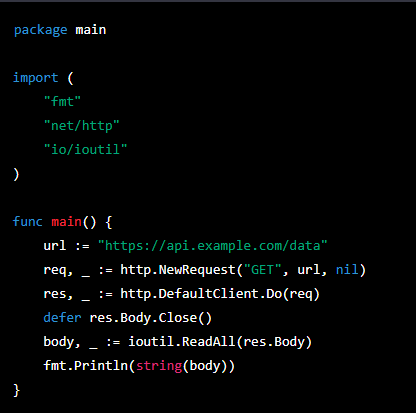 package main
import (
"fmt"
"net/http"
"io/ioutil"
)
func main() {
url := "https://api.example.com/data"
req, _ := http.NewRequest("GET", url, nil)
res, _ := http.DefaultClient.Do(req)
defer res.Body.Close()
body, _ := ioutil.ReadAll(res.Body)
fmt.Println(string(body))
}